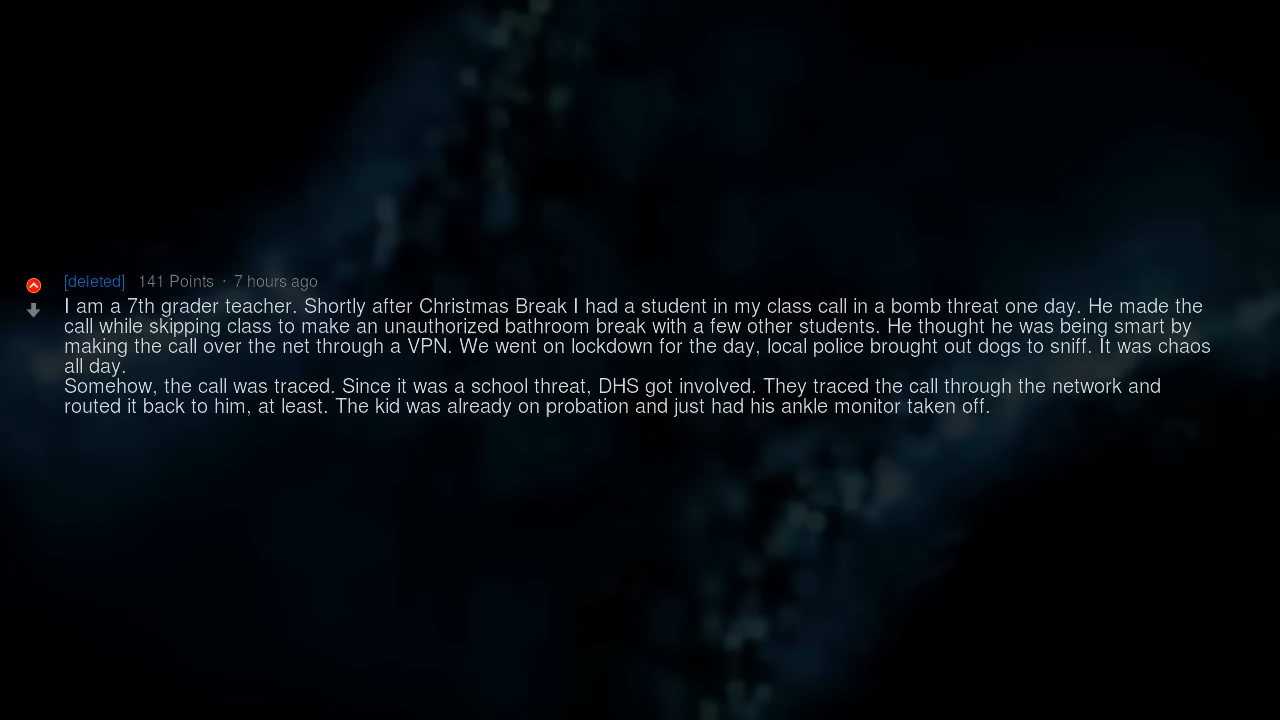 [deleted] 141 Points · 7 hours ago
I am a 7th grader teacher. Shortly after Christmas Break I had a student in my class call in a bomb threat one day. He made the
call while skipping class to make an unauthorized bathroom break with a few other students. He thought he was being smart by
making the call over the net through a VPN. We went on lockdown for the day, local police brought out dogs to sniff. It was chaos
all day.
Somehow, the call was traced. Since it was a school threat, DHS got involved. They traced the call through the network and
routed it back to him, at least. The kid was already on probation and just had his ankle monitor taken off.